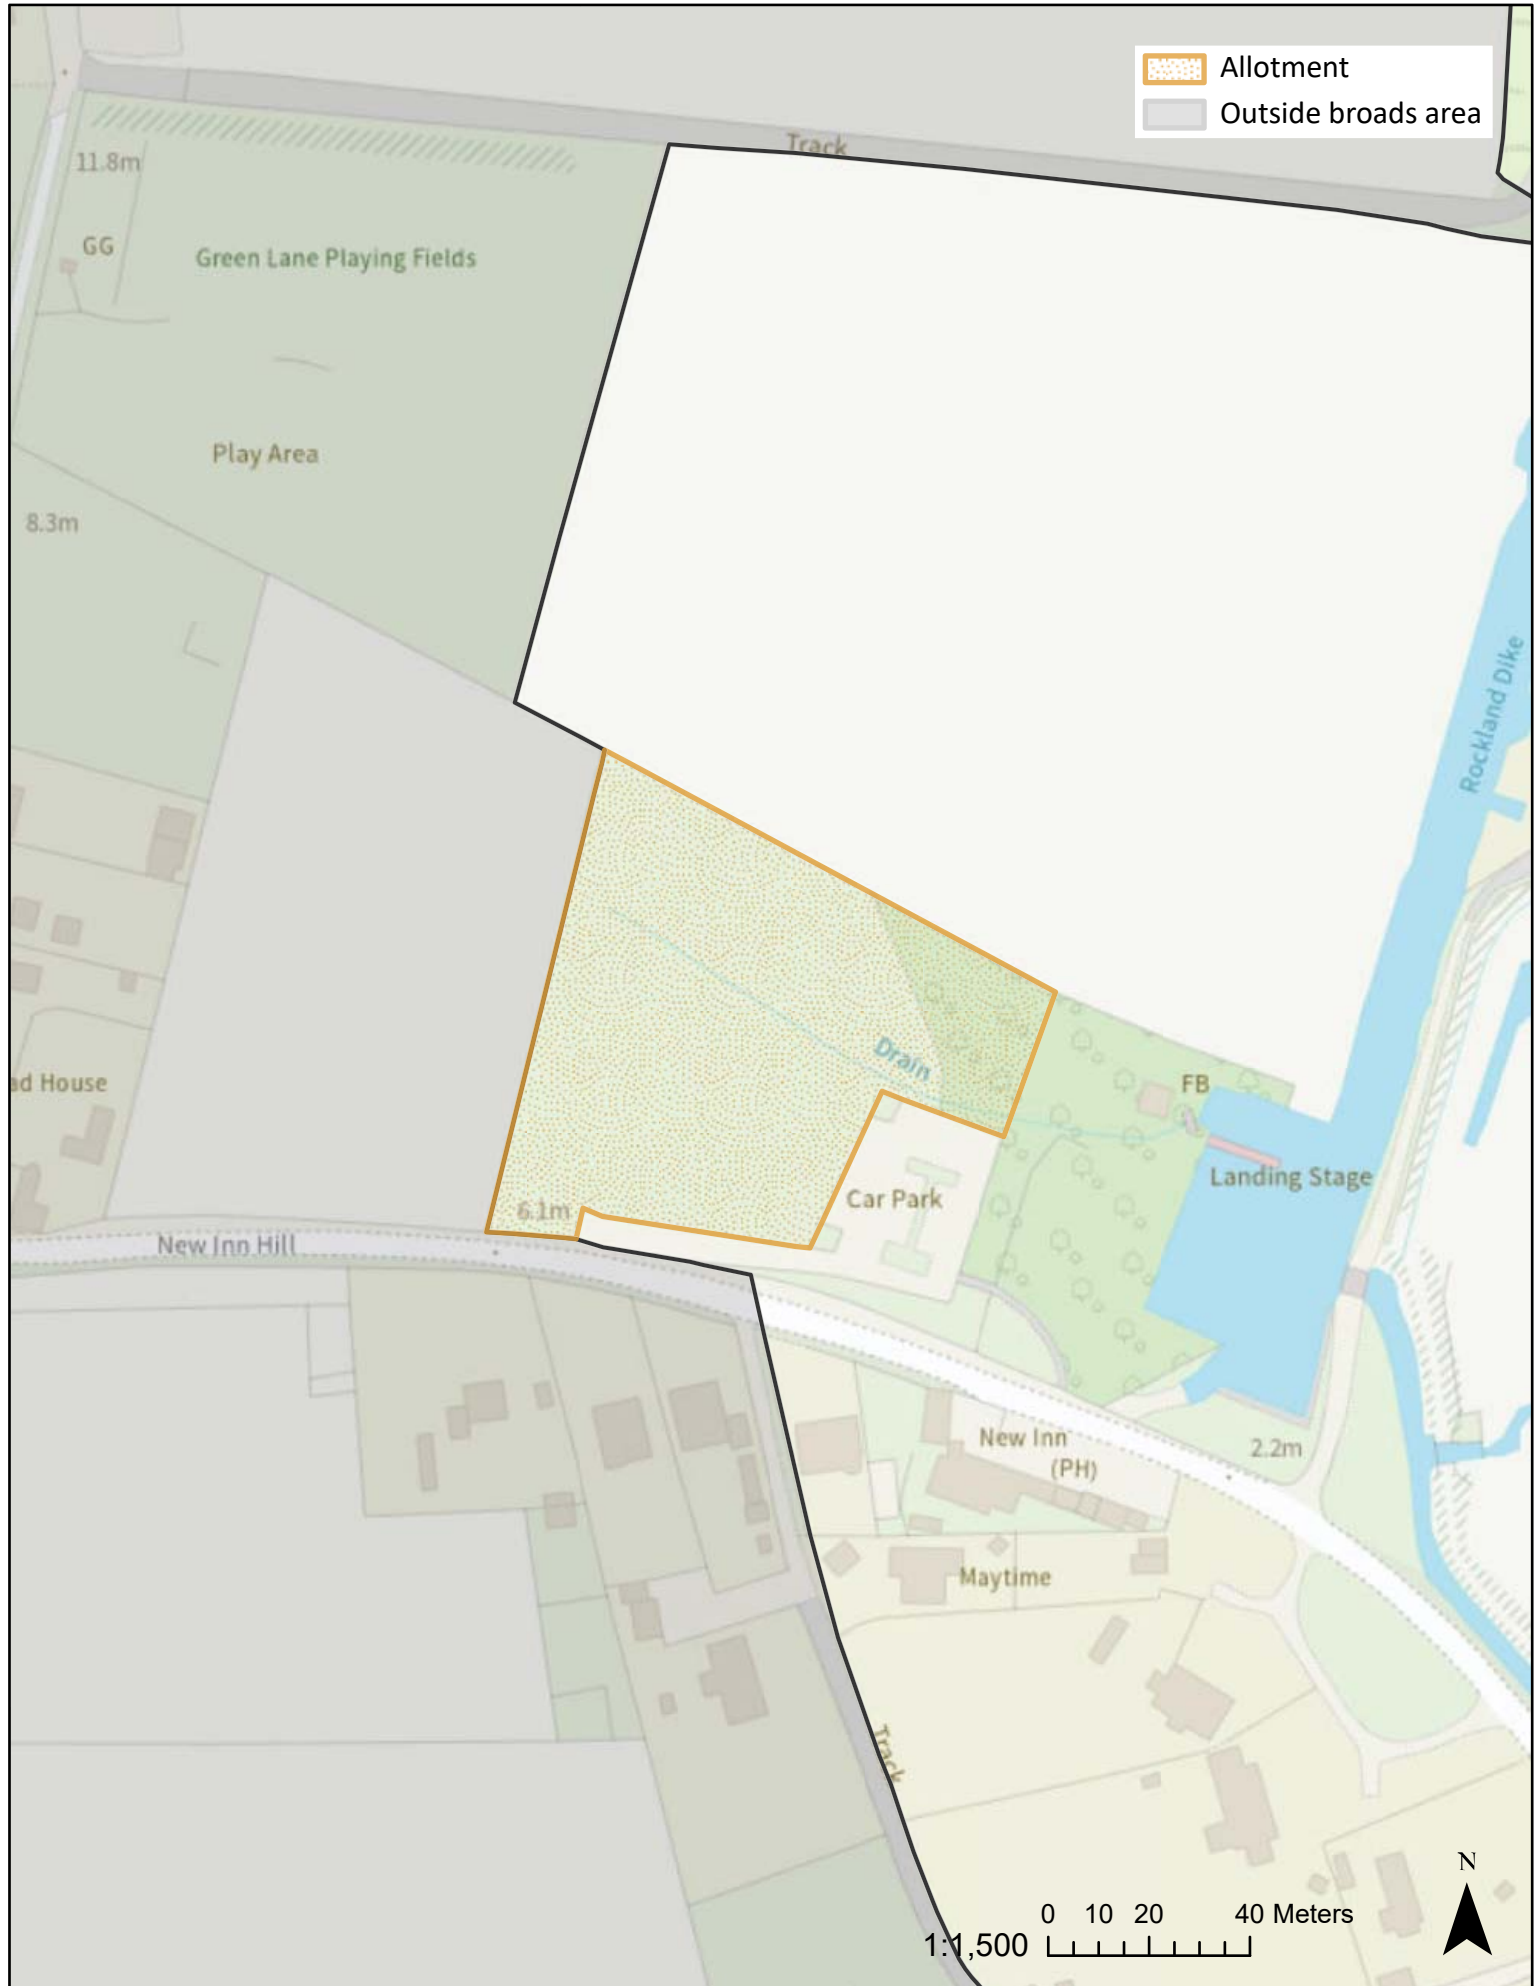 Allotment
Outside broads area
Track
11.8m
GG
Green Lane Playing Fields
Play Area
8.3m
Rockland Dike
Drain
ad House
FB
Landing Stage
Car Park
6.1m
New Inn Hill
New Inn
(PH)
2.2m
Maytime
Track
N
0 10 20 40 Meters
1:1,500